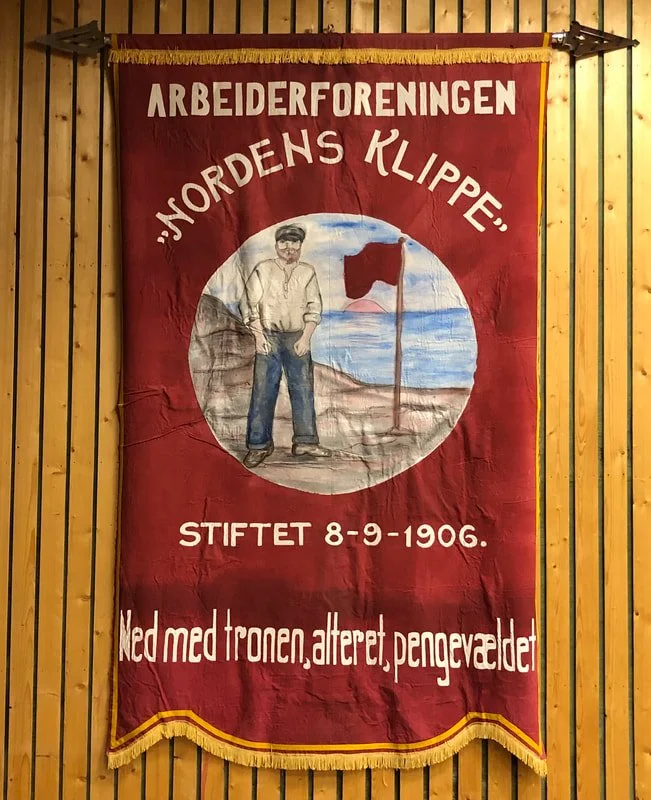 ARBEIDERFORENINGEN
„NORDENS KLIPPE”
STIFTET 8-9-1906.
Ned med tronen, alteret, pengevældet